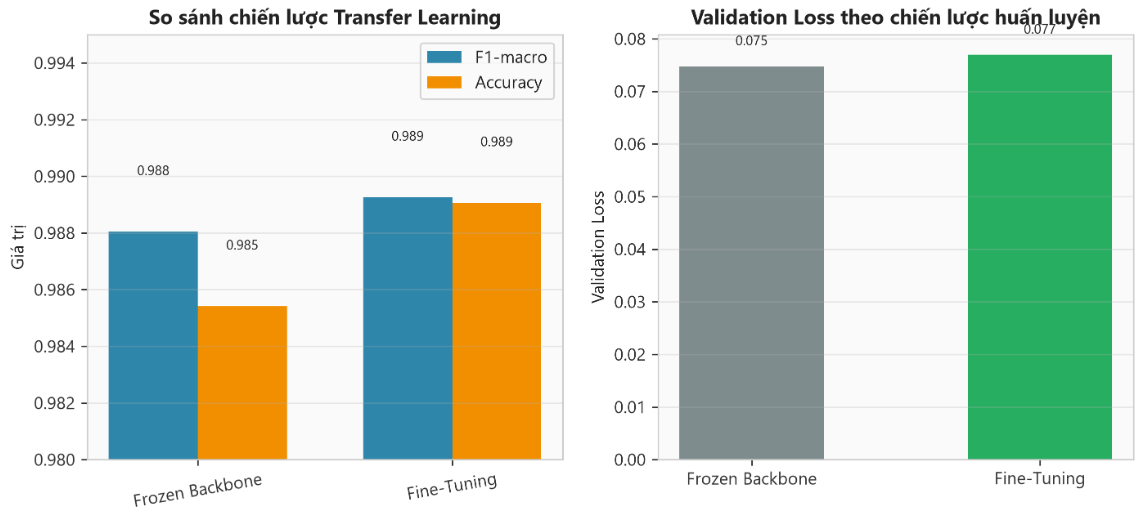 So sánh chiến lược Transfer Learning
F1-macro
Accuracy
Giá trị
0.994
0.992
0.990
0.988
0.986
0.984
0.982
0.980
0.988
0.985
0.989
0.989
Frozen Backbone
Fine-Tuning
Validation Loss theo chiến lược huấn luyện
Validation Loss
0.08
0.07
0.06
0.05
0.04
0.03
0.02
0.01
0.00
0.075
0.077
Frozen Backbone
Fine-Tuning